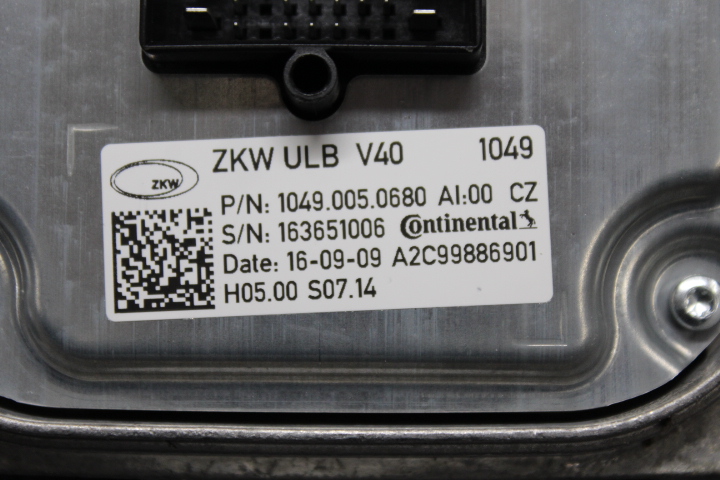 ZKW
ZKW ULB V40 1049
P/N: 1049.005.0680 AI:00 CZ
S/N: 163651006 Continental
Date: 16-09-09 A2C99886901
H05.00 S07.14